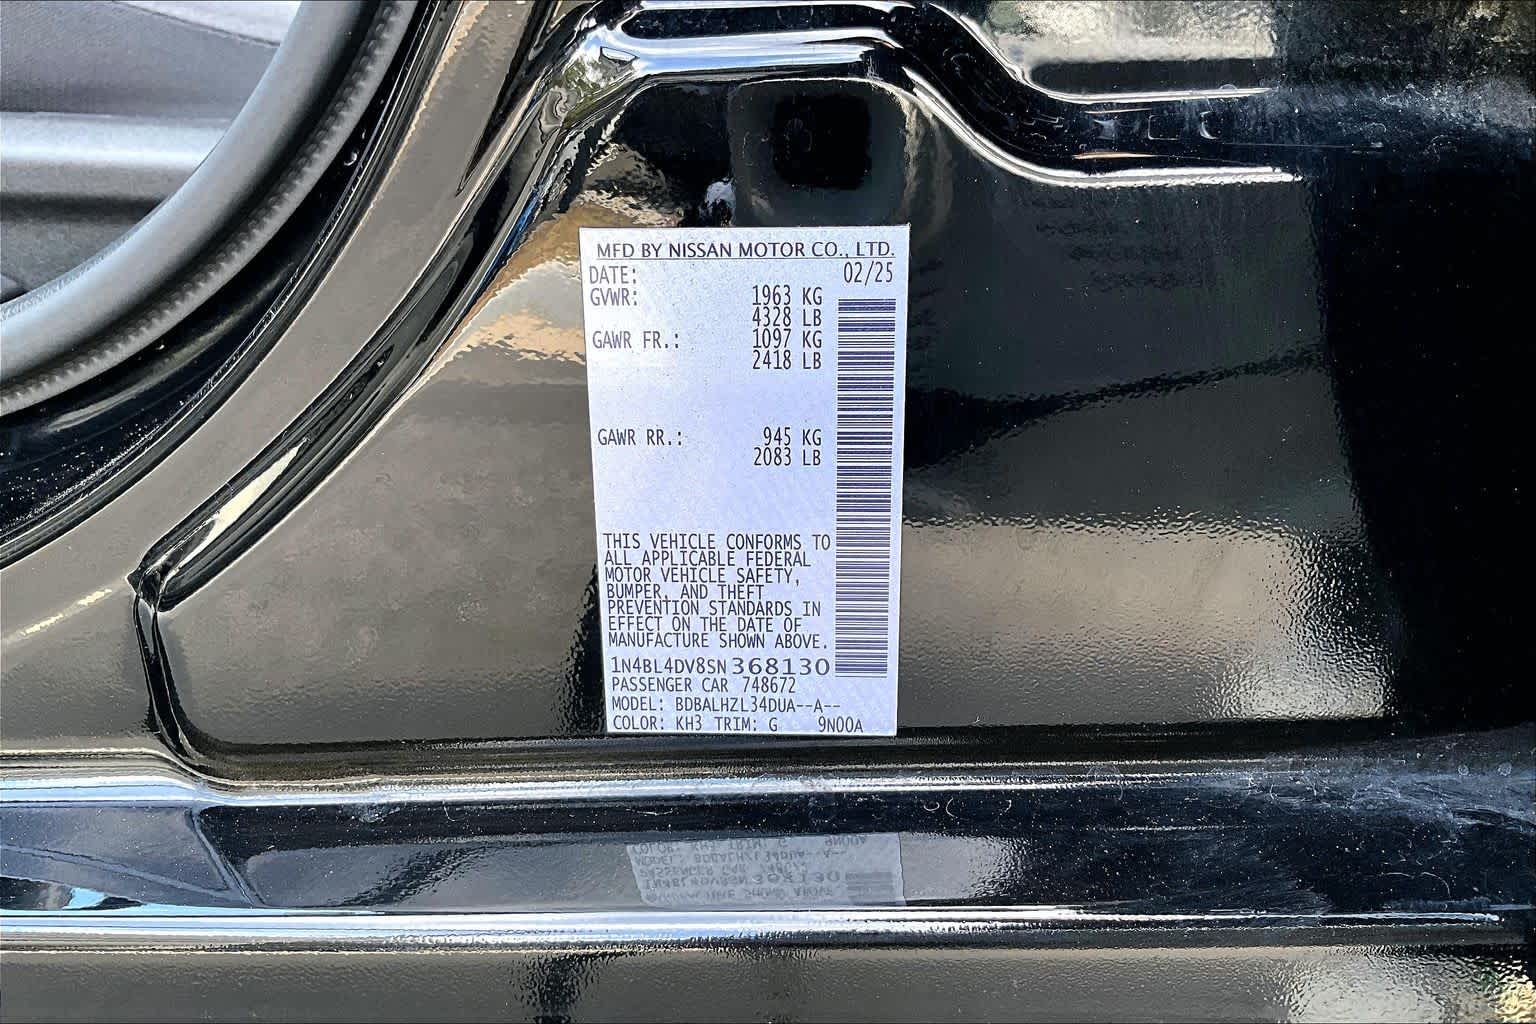 MFD BY NISSAN MOTOR CO., LTD.
DATE: 02/25
GVWR: 1963 KG
4328 LB
GAWR FR.: 1097 KG
2418 LB
GAWR RR.: 945 KG
2083 LB
THIS VEHICLE CONFORMS TO
ALL APPLICABLE FEDERAL
MOTOR VEHICLE SAFETY,
BUMPER, AND THEFT
PREVENTION STANDARDS IN
EFFECT ON THE DATE OF
MANUFACTURE SHOWN ABOVE.
1N4BL4DV8SN368130
PASSENGER CAR 748672
MODEL: BDBALHZL34DUA--A--
COLOR: KH3 TRIM: G 9N00A